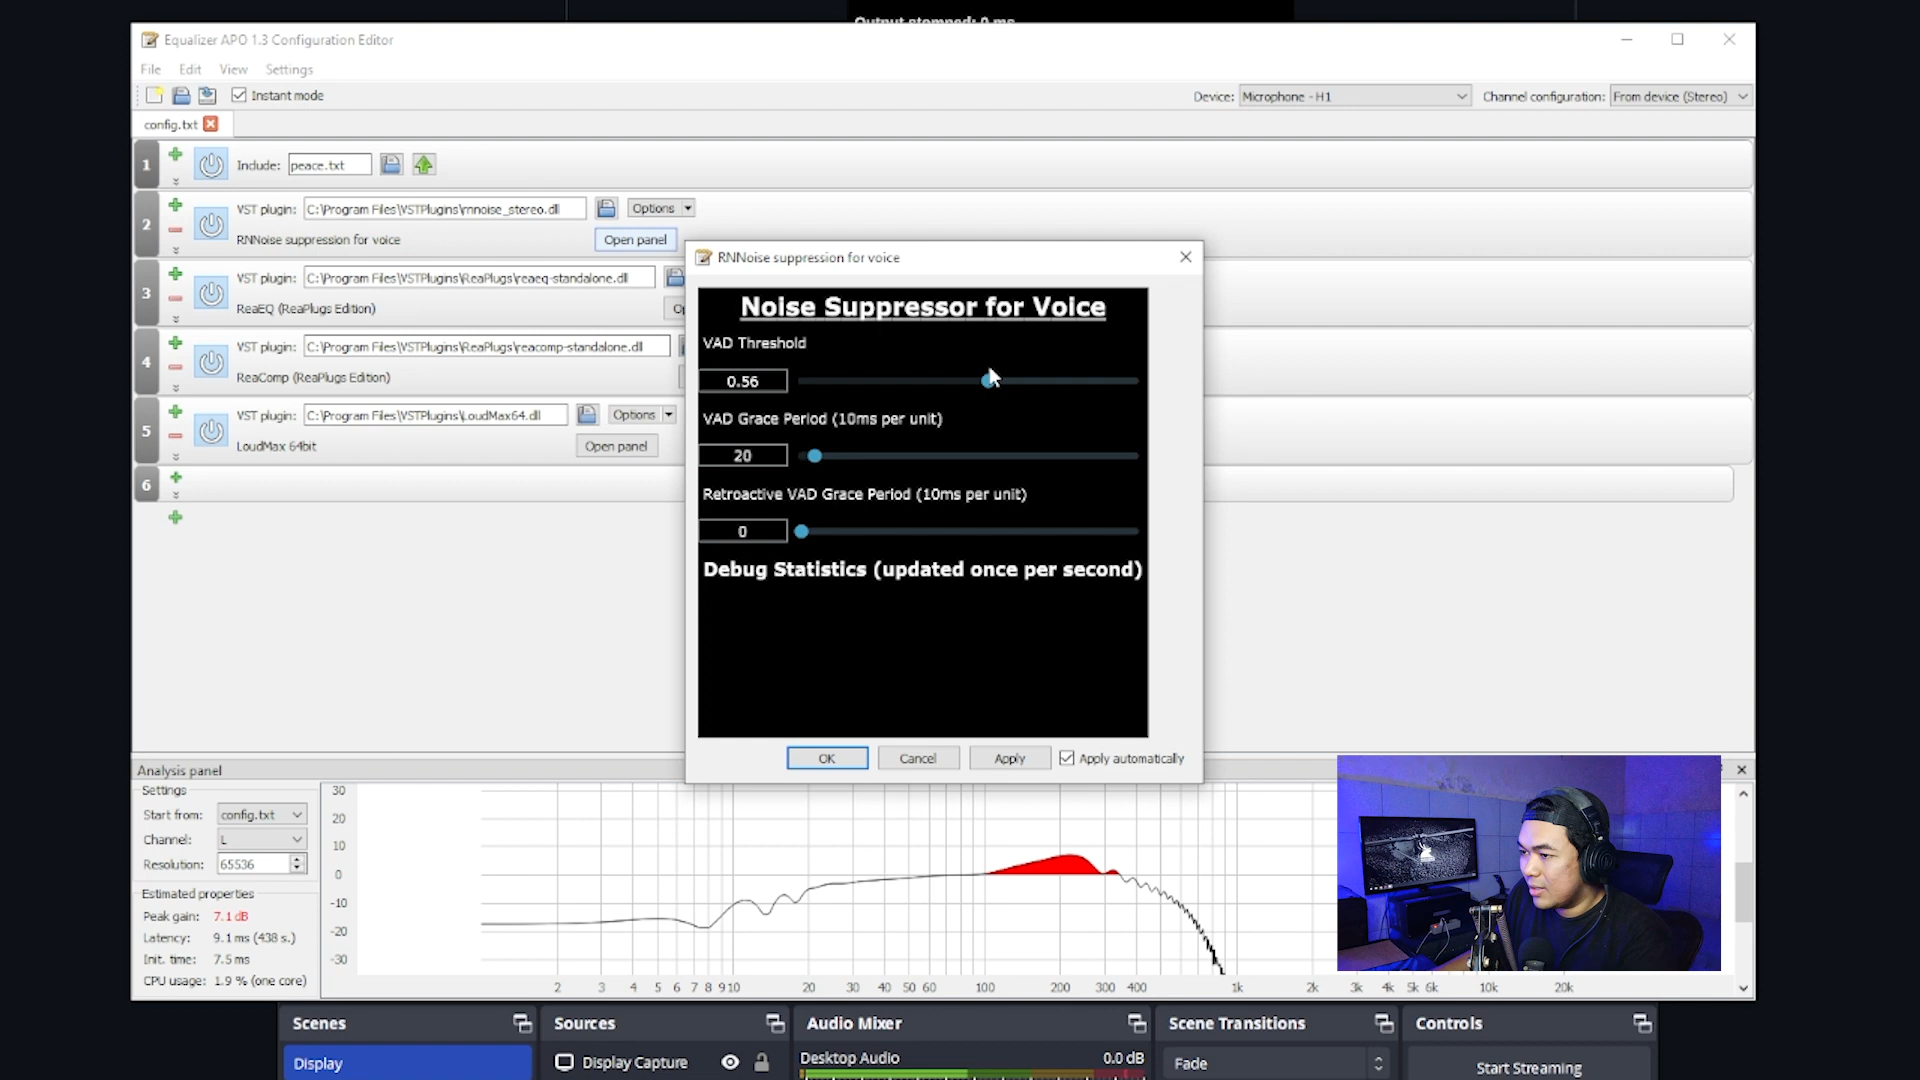 Output stopped: 0 ms
Equalizer APO 1.3 Configuration Editor
File Edit View Settings
Instant mode
Device: Microphone - H1
Channel configuration: From device (Stereo)
config.txt
1 Include: peace.txt
2 VST plugin: C:\Program Files\VSTPlugins\rnnoise_stereo.dll Options
RNNoise suppression for voice Open panel
3 VST plugin: C:\Program Files\VSTPlugins\ReaPlugs\reaeq-standalone.dll
ReaEQ (ReaPlugs Edition)
4 VST plugin: C:\Program Files\VSTPlugins\ReaPlugs\reacomp-standalone.dll
ReaComp (ReaPlugs Edition)
5 VST plugin: C:\Program Files\VSTPlugins\LoudMax64.dll Options
LoudMax 64bit Open panel
6
RNNoise suppression for voice
Noise Suppressor for Voice
VAD Threshold
0.56
VAD Grace Period (10ms per unit)
20
Retroactive VAD Grace Period (10ms per unit)
0
Debug Statistics (updated once per second)
OK Cancel Apply Apply automatically
Analysis panel
Settings
Start from: config.txt
Channel: L
Resolution: 65536
Estimated properties
Peak gain: 7.1 dB
Latency: 9.1 ms (438 s.)
Init. time: 7.5 ms
CPU usage: 1.9 % (one core)
30
20
10
0
-10
-20
-30
2 3 4 5 6 7 8 9 10 20 30 40 50 60 100 200 300 400 1k 2k 3k 4k 5k 6k 10k 20k
Scenes
Display
Sources
Display Capture
Audio Mixer
Desktop Audio 0.0 dB
Scene Transitions
Fade
Controls
Start Streaming